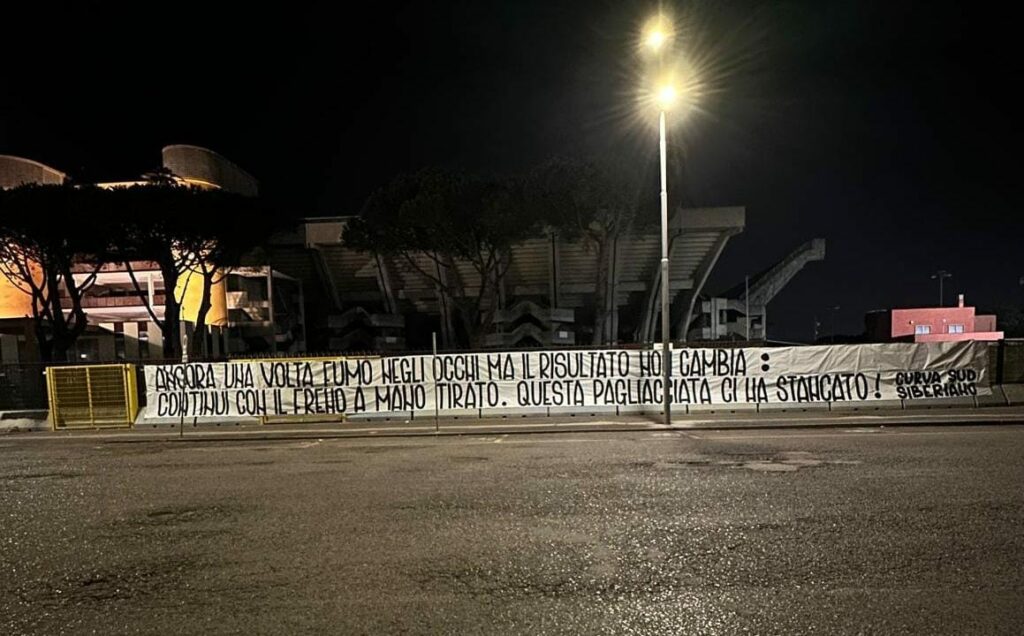 ANCORA UNA VOLTA FUMO NEGLI OCCHI MA IL RISULTATO NON CAMBIA :
CONTINUI CON IL FRENO A MANO TIRATO. QUESTA PAGLIACCIATA CI HA STANCATO !
CURVA SUD
SIBERIANO